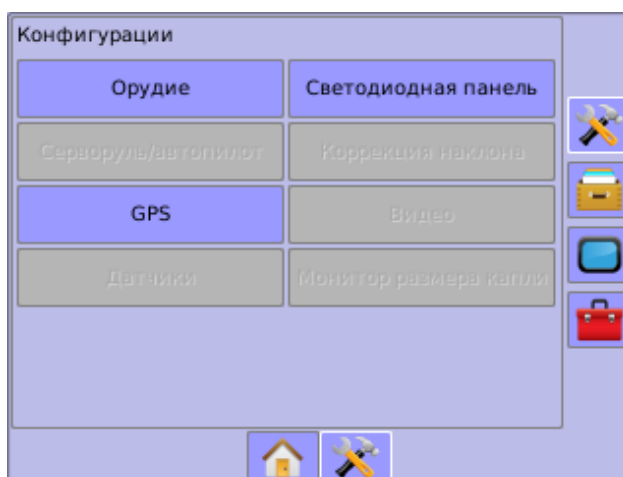 Конфигурации
Орудие
Светодиодная панель
Серворуль/автопилот
Коррекция наклона
GPS
Видео
Датчики
Монитор размера капли